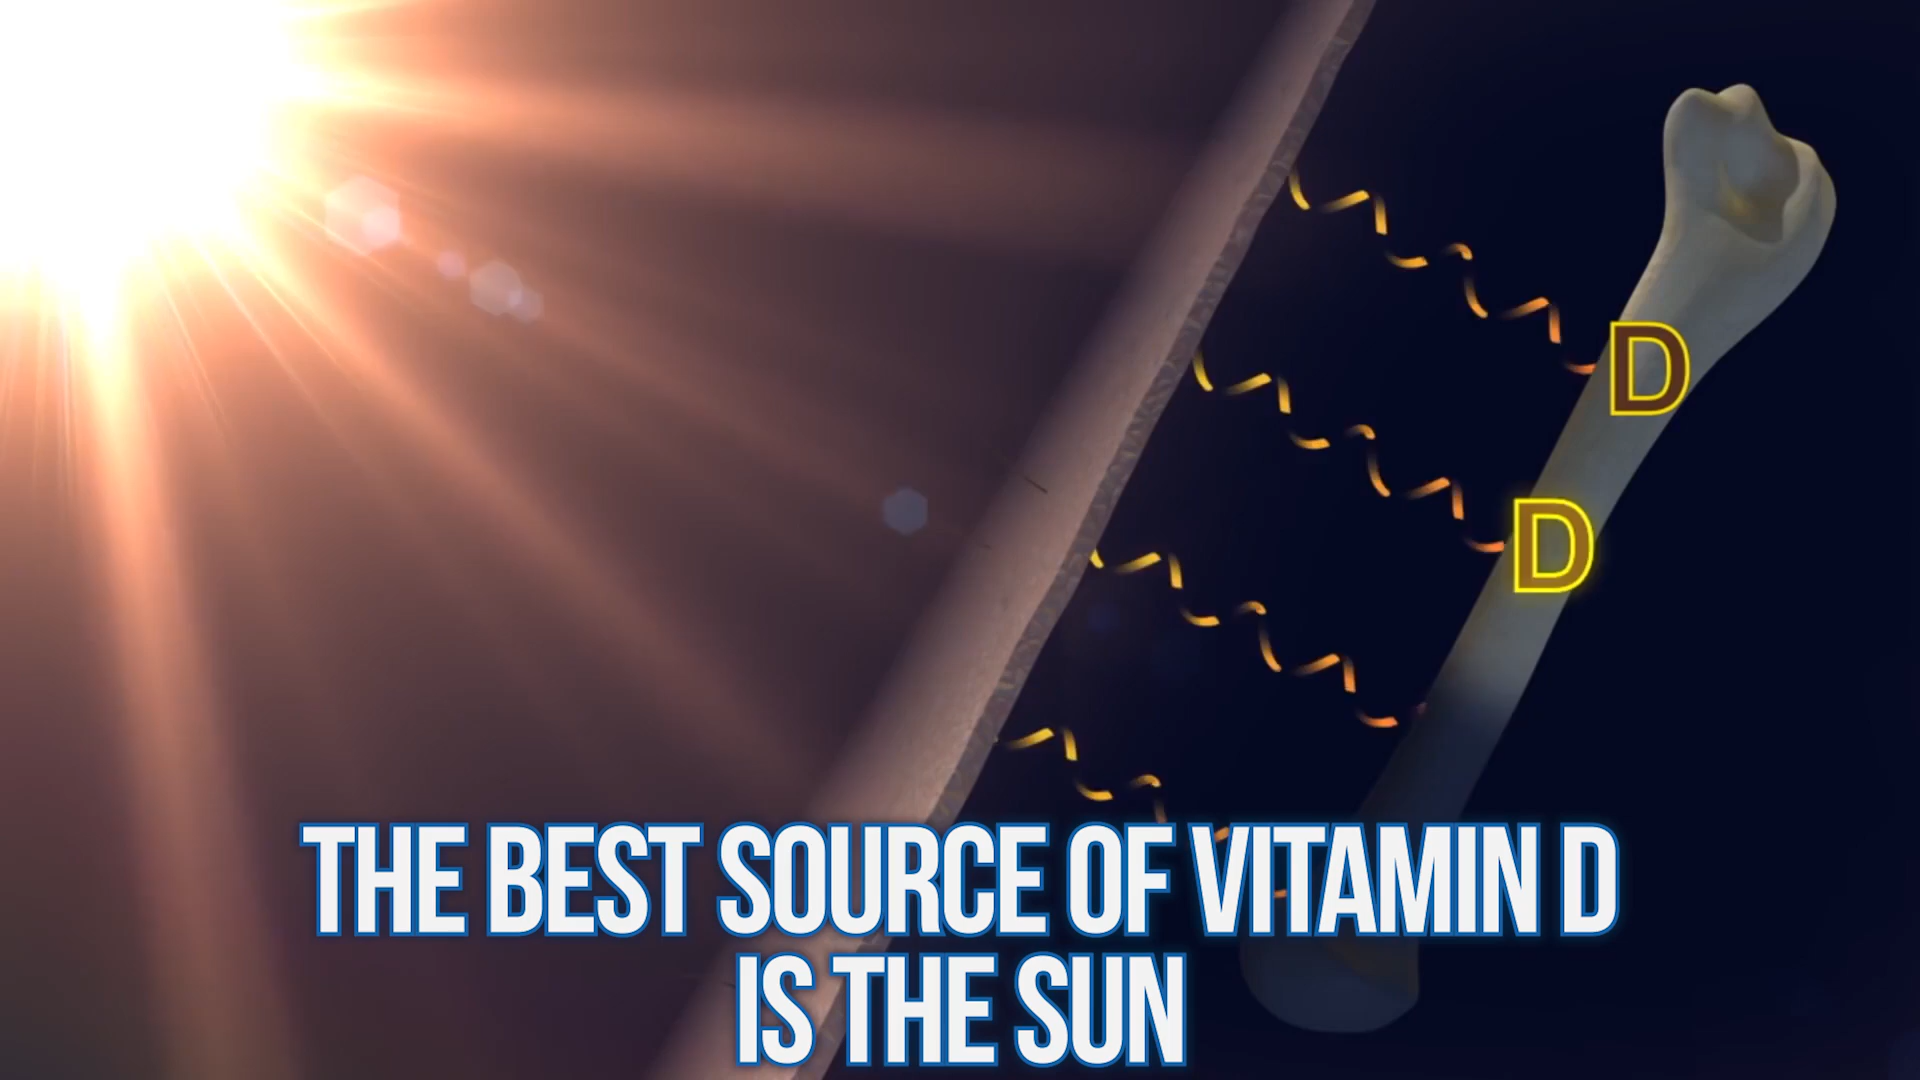 D
D
THE BEST SOURCE OF VITAMIN D
IS THE SUN